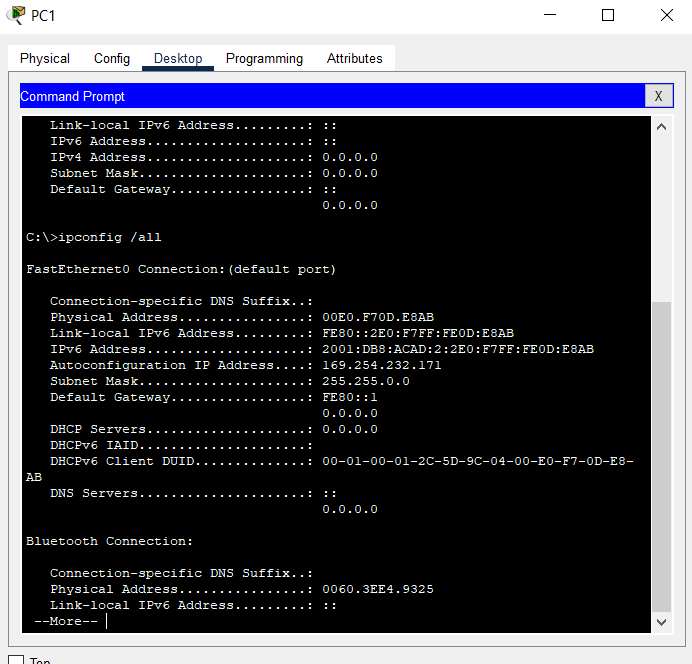 PC1
Physical Config Desktop Programming Attributes
Command Prompt X
Link-local IPv6 Address.........: ::
IPv6 Address....................: ::
IPv4 Address....................: 0.0.0.0
Subnet Mask.....................: 0.0.0.0
Default Gateway.................: ::
0.0.0.0
C:\>ipconfig /all
FastEthernet0 Connection:(default port)
Connection-specific DNS Suffix..:
Physical Address................: 00E0.F70D.E8AB
Link-local IPv6 Address.........: FE80::2E0:F7FF:FE0D:E8AB
IPv6 Address....................: 2001:DB8:ACAD:2:2E0:F7FF:FE0D:E8AB
Autoconfiguration IP Address....: 169.254.232.171
Subnet Mask.....................: 255.255.0.0
Default Gateway.................: FE80::1
0.0.0.0
DHCP Servers....................: 0.0.0.0
DHCPv6 IAID.....................:
DHCPv6 Client DUID..............: 00-01-00-01-2C-5D-9C-04-00-E0-F7-0D-E8-
AB
DNS Servers.....................: ::
0.0.0.0
Bluetooth Connection:
Connection-specific DNS Suffix..:
Physical Address................: 0060.3EE4.9325
Link-local IPv6 Address.........: ::
--More--
Top